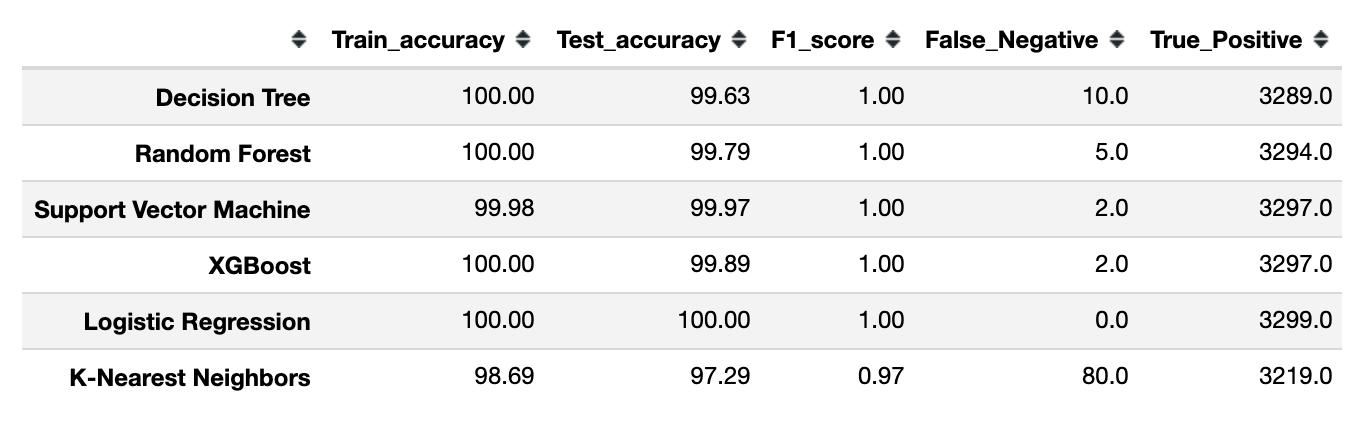 Train_accuracy Test_accuracy F1_score False_Negative True_Positive
Decision Tree 100.00 99.63 1.00 10.0 3289.0
Random Forest 100.00 99.79 1.00 5.0 3294.0
Support Vector Machine 99.98 99.97 1.00 2.0 3297.0
XGBoost 100.00 99.89 1.00 2.0 3297.0
Logistic Regression 100.00 100.00 1.00 0.0 3299.0
K-Nearest Neighbors 98.69 97.29 0.97 80.0 3219.0